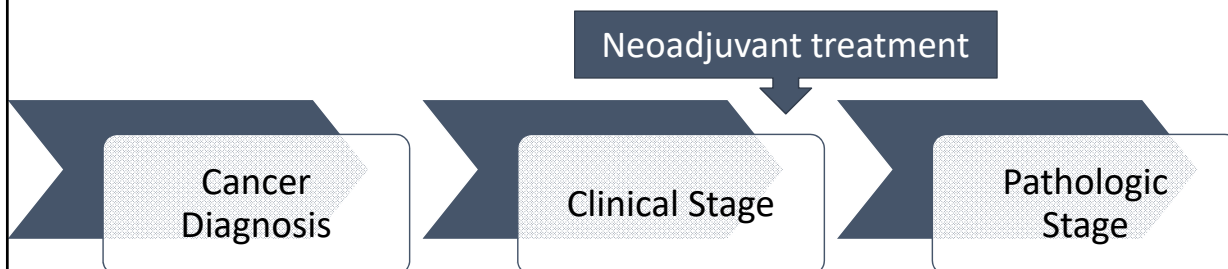 Neoadjuvant treatment
Cancer
Diagnosis
Clinical Stage
Pathologic
Stage